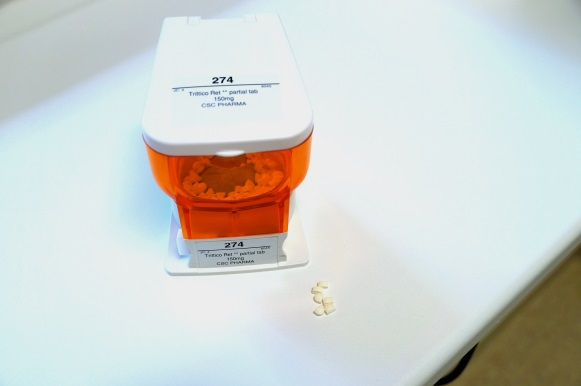 274
Trittico Ret ** partial tab
150mg
CSC PHARMA
274
Trittico Ret ** partial tab
150mg
CSC PHARMA